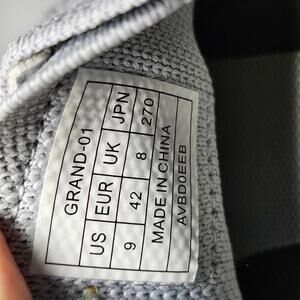 GRAND-01
US EUR UK JPN
9 42 8 270
MADE IN CHINA
AVBD0EEB